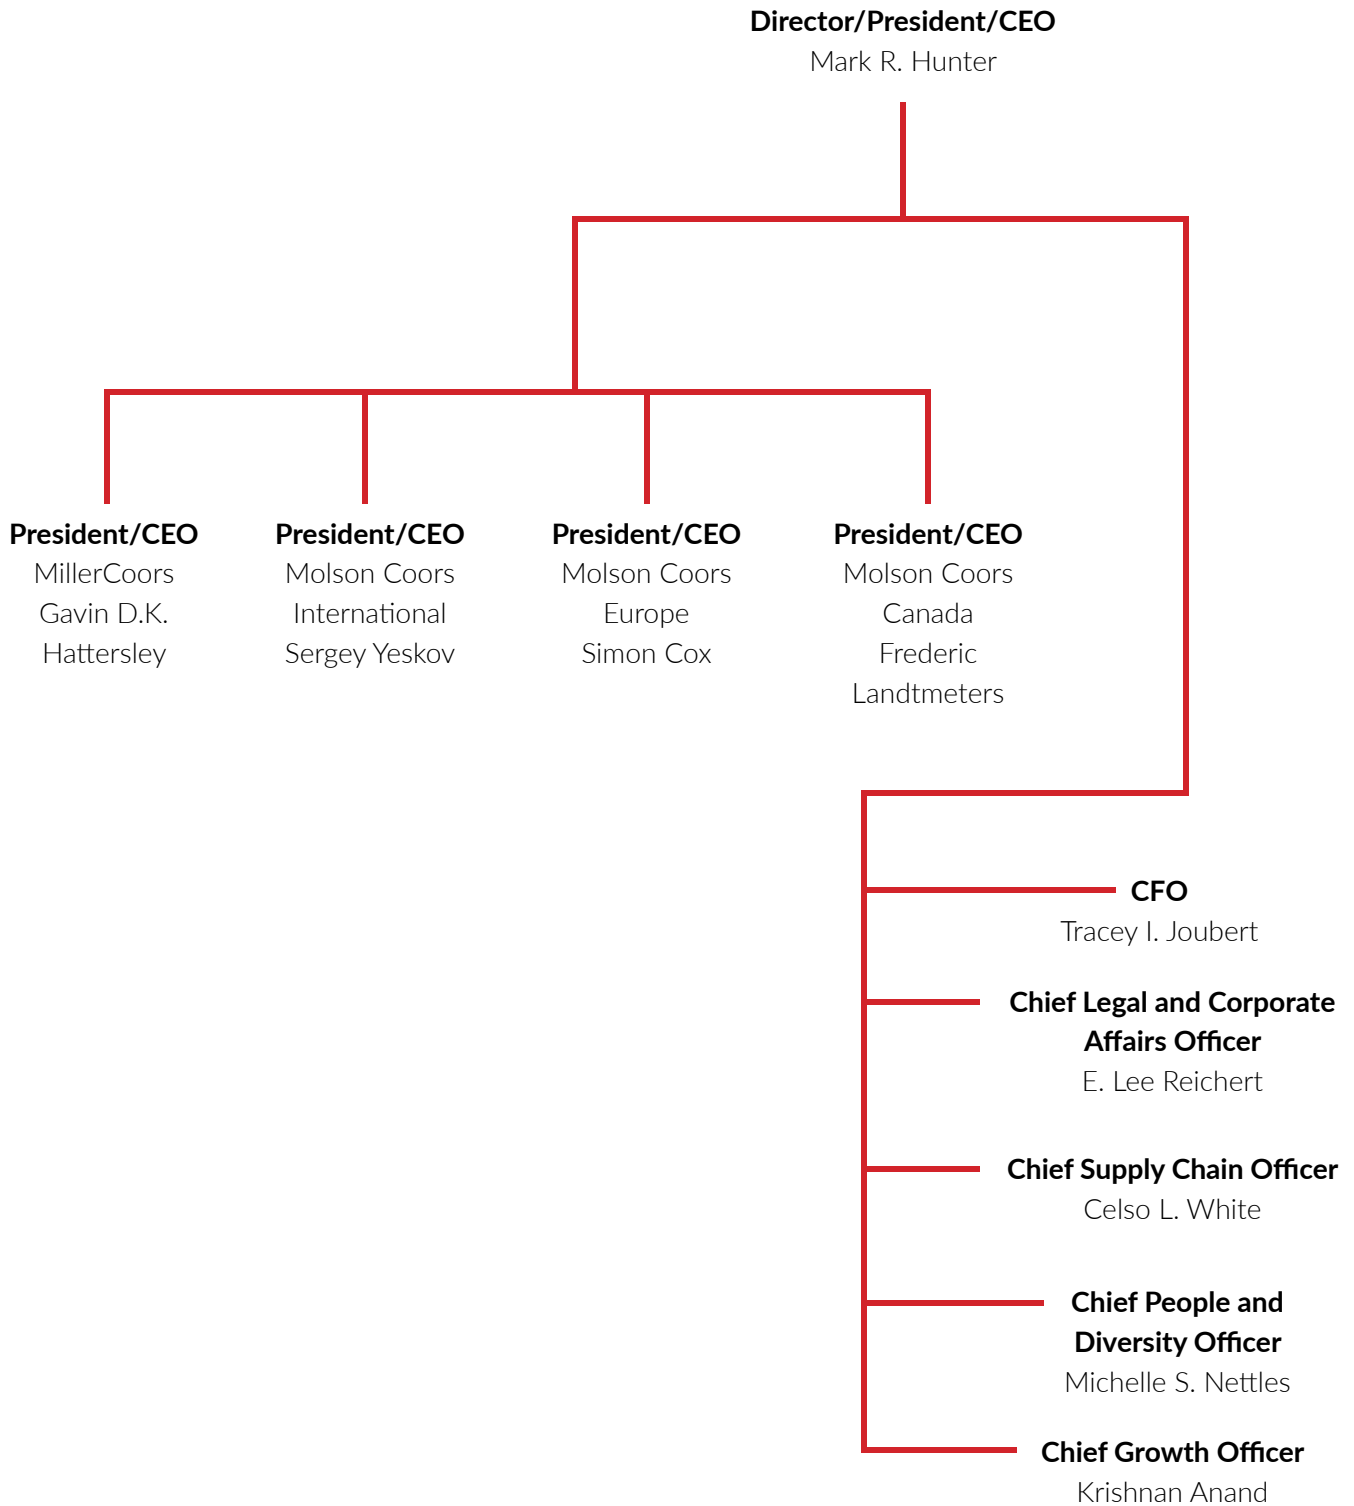 Director/President/CEO
Mark R. Hunter
President/CEO
MillerCoors
Gavin D.K.
Hattersley
President/CEO
Molson Coors
International
Sergey Yeskov
President/CEO
Molson Coors
Europe
Simon Cox
President/CEO
Molson Coors
Canada
Frederic
Landtmeters
CFO
Tracey I. Joubert
Chief Legal and Corporate
Affairs Officer
E. Lee Reichert
Chief Supply Chain Officer
Celso L. White
Chief People and
Diversity Officer
Michelle S. Nettles
Chief Growth Officer
Krishnan Anand